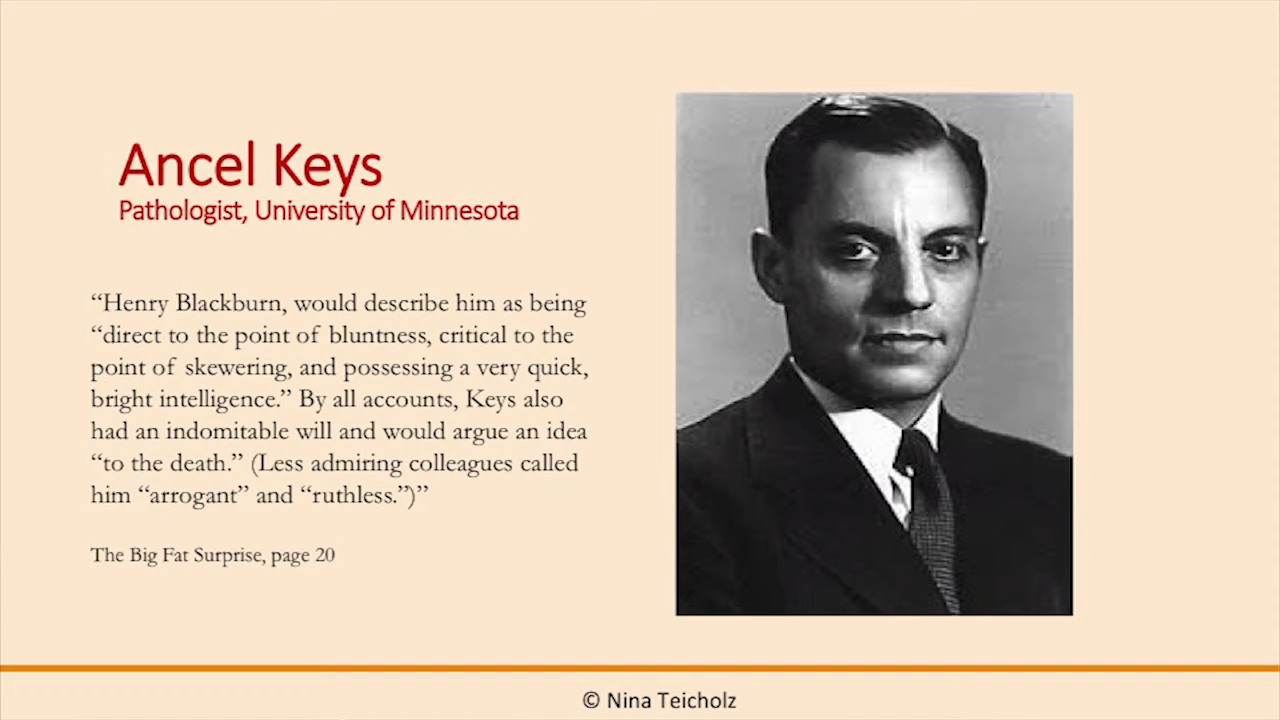 Ancel Keys
Pathologist, University of Minnesota
“Henry Blackburn, would describe him as being
“direct to the point of bluntness, critical to the
point of skewering, and possessing a very quick,
bright intelligence.” By all accounts, Keys also
had an indomitable will and would argue an idea
“to the death.” (Less admiring colleagues called
him “arrogant” and “ruthless.”)”
The Big Fat Surprise, page 20
© Nina Teicholz